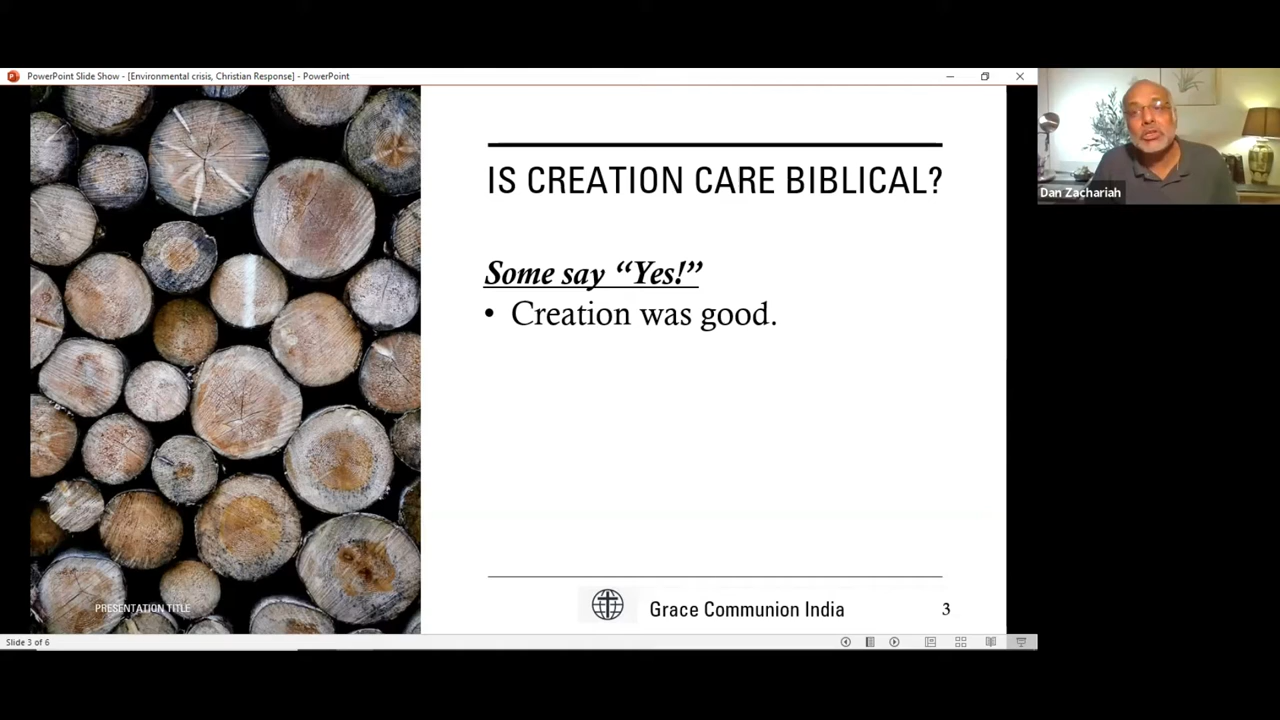 PowerPoint Slide Show - [Environmental crisis, Christian Response] - PowerPoint
Dan Zachariah
IS CREATION CARE BIBLICAL?
Some say “Yes!”
• Creation was good.
PRESENTATION TITLE
Grace Communion India
3
Slide 3 of 6